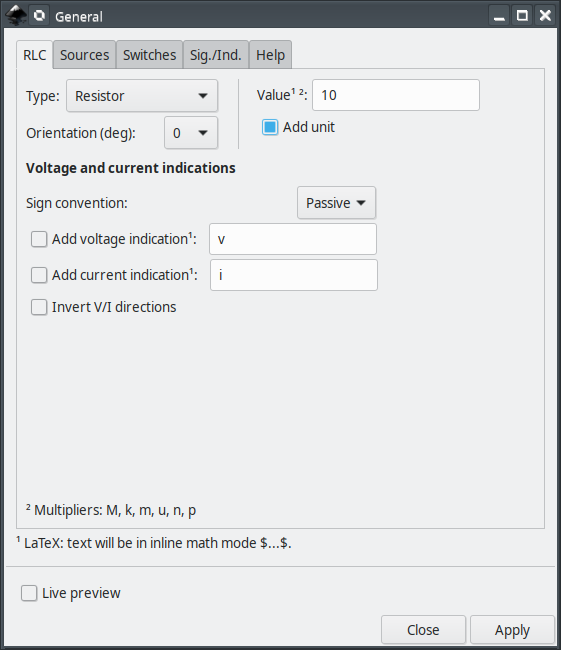 General
RLC Sources Switches Sig./Ind. Help
Type: Resistor Value¹ ²: 10
Orientation (deg): 0 Add unit
Voltage and current indications
Sign convention: Passive
Add voltage indication¹: v
Add current indication¹: i
Invert V/I directions
² Multipliers: M, k, m, u, n, p
¹ LaTeX: text will be in inline math mode $...$.
Live preview
Close Apply